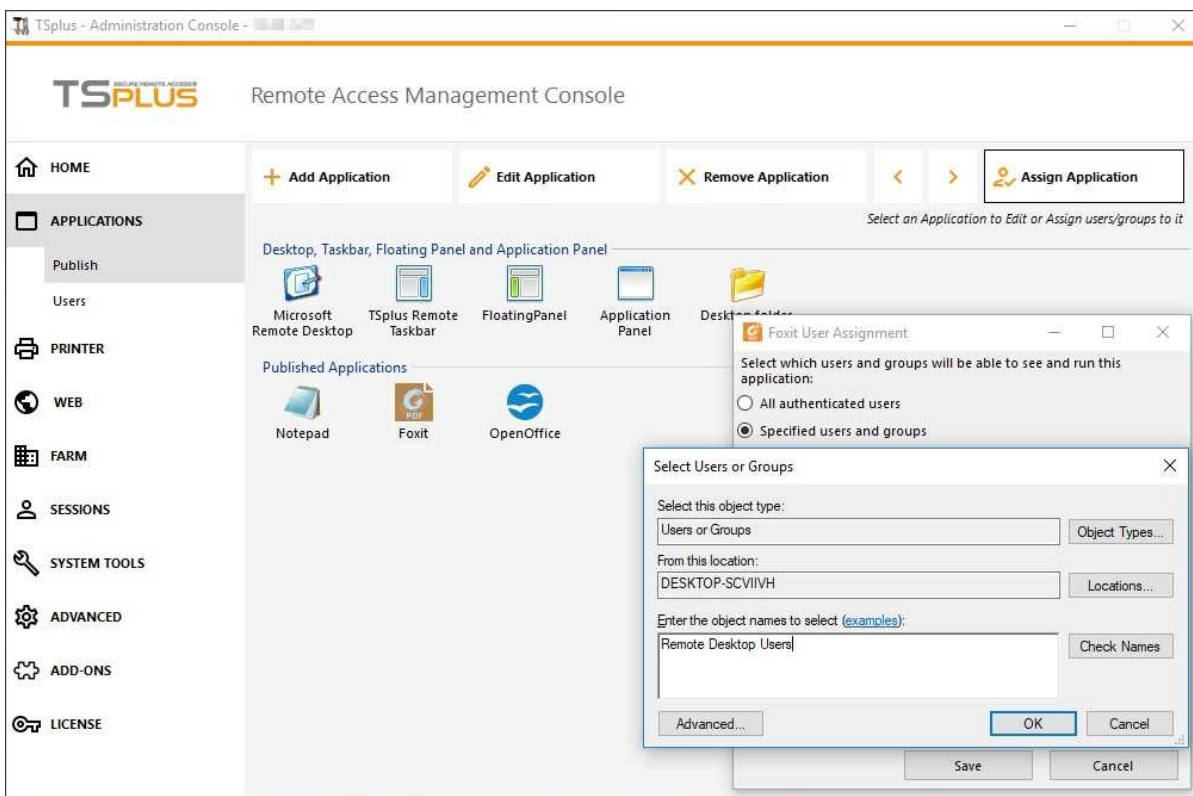 TSplus - Administration Console -
TSPLUS
SECURE REMOTE ACCESS
Remote Access Management Console
HOME
APPLICATIONS
Publish
Users
PRINTER
WEB
FARM
SESSIONS
SYSTEM TOOLS
ADVANCED
ADD-ONS
LICENSE
Add Application
Edit Application
Remove Application
Assign Application
Select an Application to Edit or Assign users/groups to it
Desktop, Taskbar, Floating Panel and Application Panel
Microsoft
Remote Desktop
TSplus Remote
Taskbar
FloatingPanel
Application
Panel
Desktop folder
Published Applications
Notepad
PDF
Foxit
OpenOffice
Foxit User Assignment
Select which users and groups will be able to see and run this
application:
All authenticated users
Specified users and groups
Select Users or Groups
Select this object type:
Users or Groups
Object Types...
From this location:
DESKTOP-SCVIIVH
Locations...
Enter the object names to select (examples):
Remote Desktop Users
Check Names
Advanced...
OK
Cancel
Save
Cancel